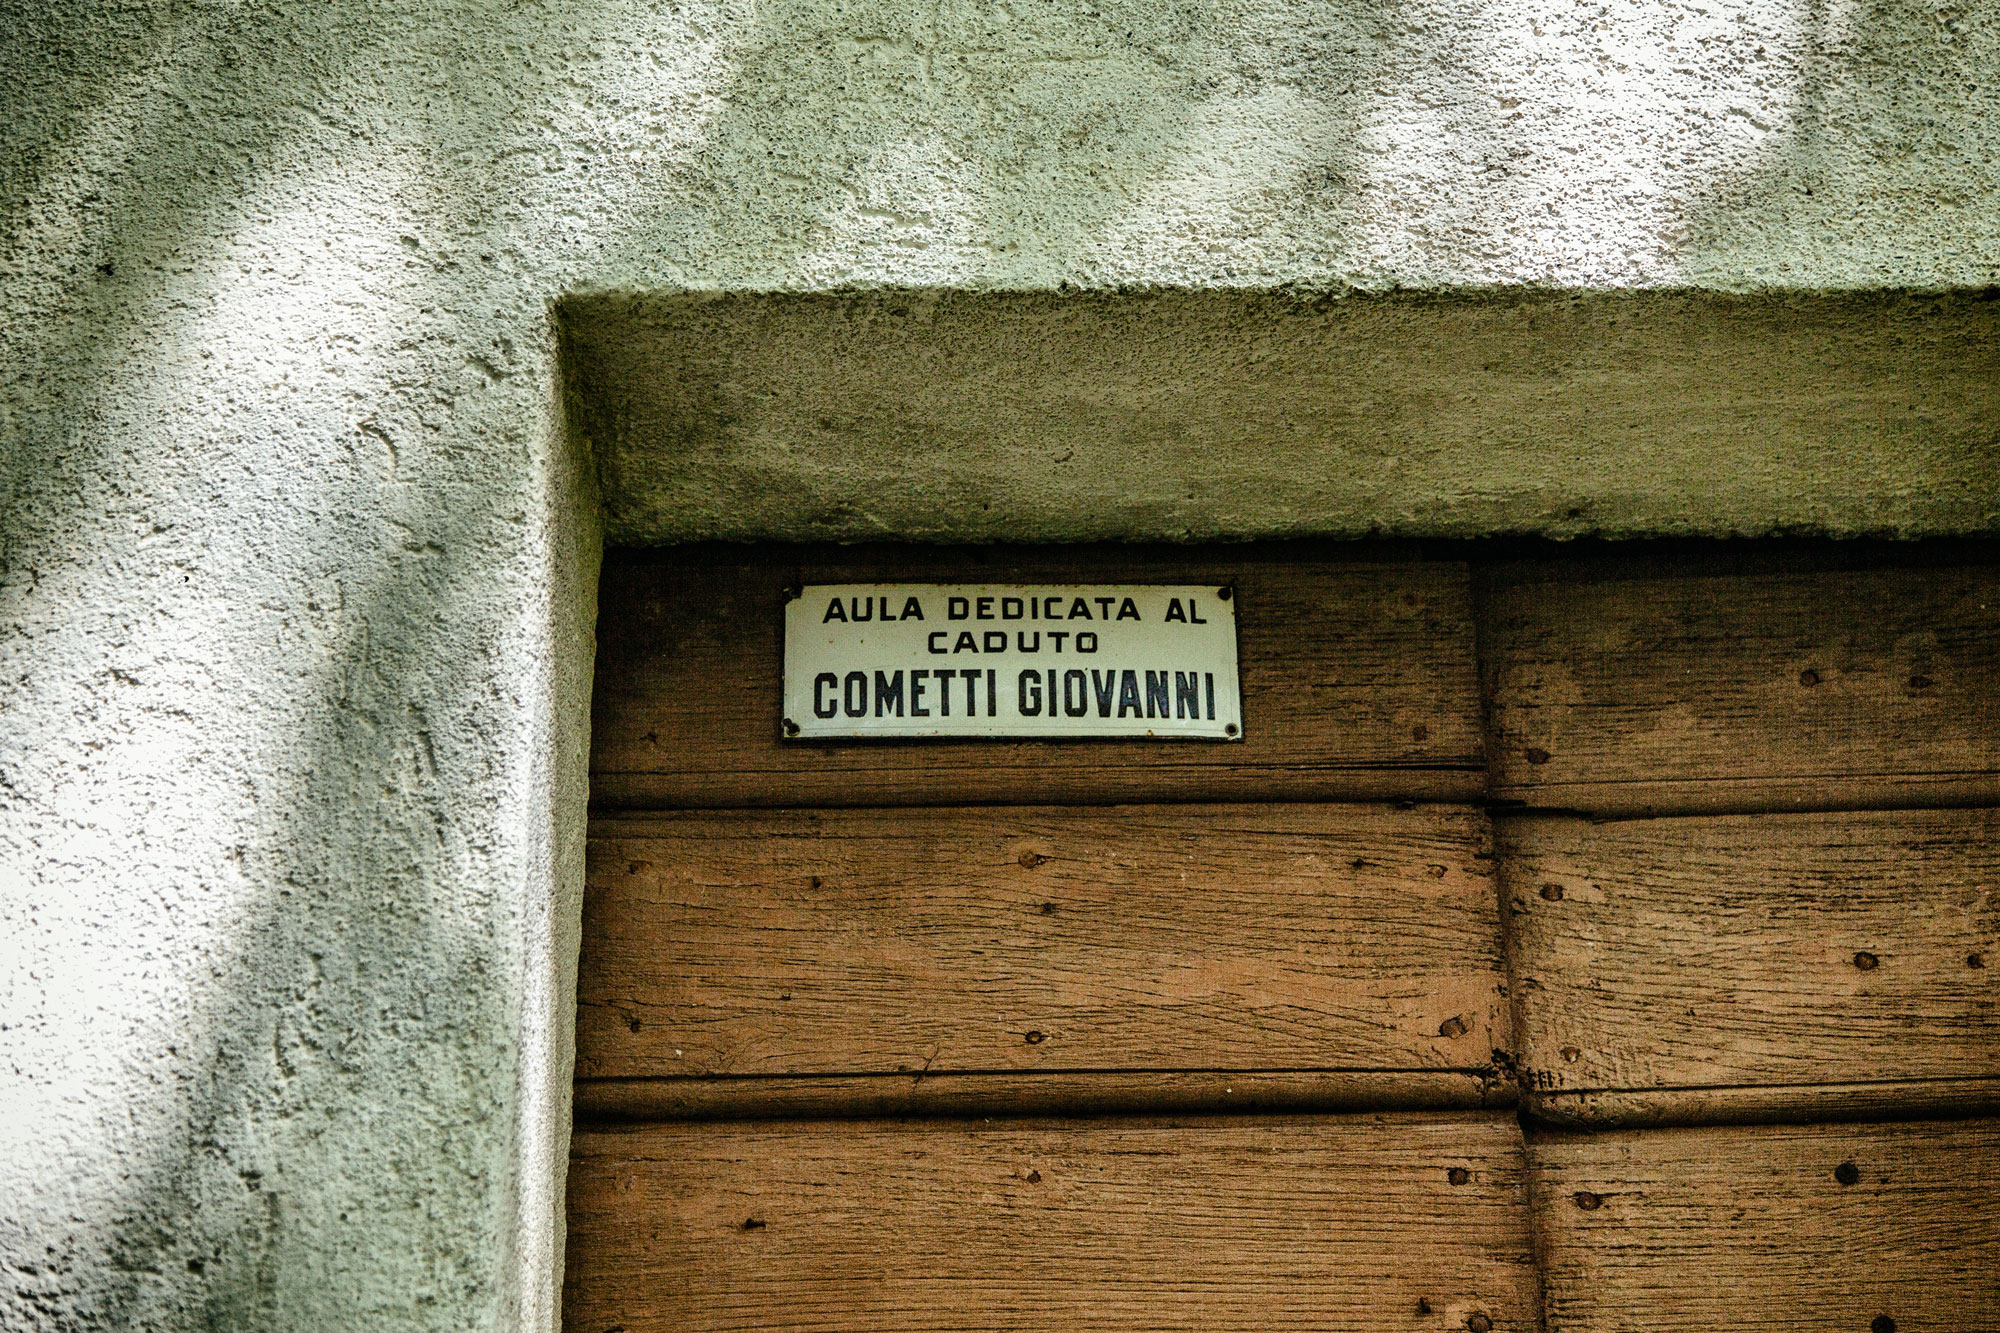 AULA DEDICATA AL
CADUTO
COMETTI GIOVANNI